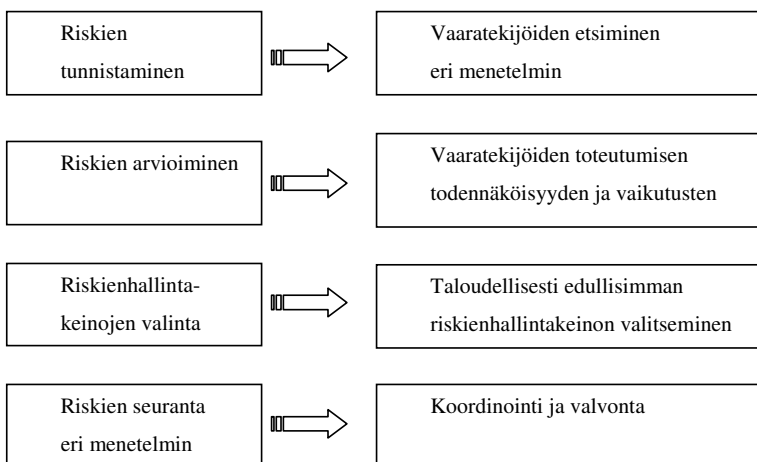 Riskien
tunnistaminen
Vaaratekijöiden etsiminen
eri menetelmin
Riskien arvioiminen
Vaaratekijöiden toteutumisen
todennäköisyyden ja vaikutusten
Riskienhallinta-
keinojen valinta
Taloudellisesti edullisimman
riskienhallintakeinon valitseminen
Riskien seuranta
eri menetelmin
Koordinointi ja valvonta